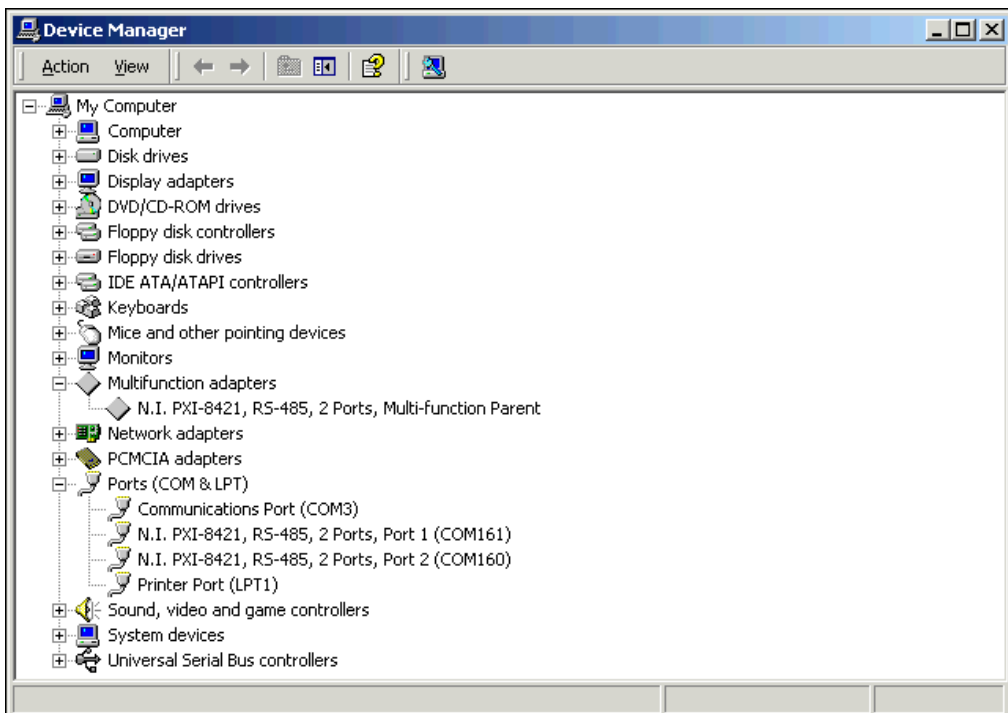 Device Manager
Action View
My Computer
Computer
Disk drives
Display adapters
DVD/CD-ROM drives
Floppy disk controllers
Floppy disk drives
IDE ATA/ATAPI controllers
Keyboards
Mice and other pointing devices
Monitors
Multifunction adapters
N.I. PXI-8421, RS-485, 2 Ports, Multi-function Parent
Network adapters
PCMCIA adapters
Ports (COM & LPT)
Communications Port (COM3)
N.I. PXI-8421, RS-485, 2 Ports, Port 1 (COM161)
N.I. PXI-8421, RS-485, 2 Ports, Port 2 (COM160)
Printer Port (LPT1)
Sound, video and game controllers
System devices
Universal Serial Bus controllers